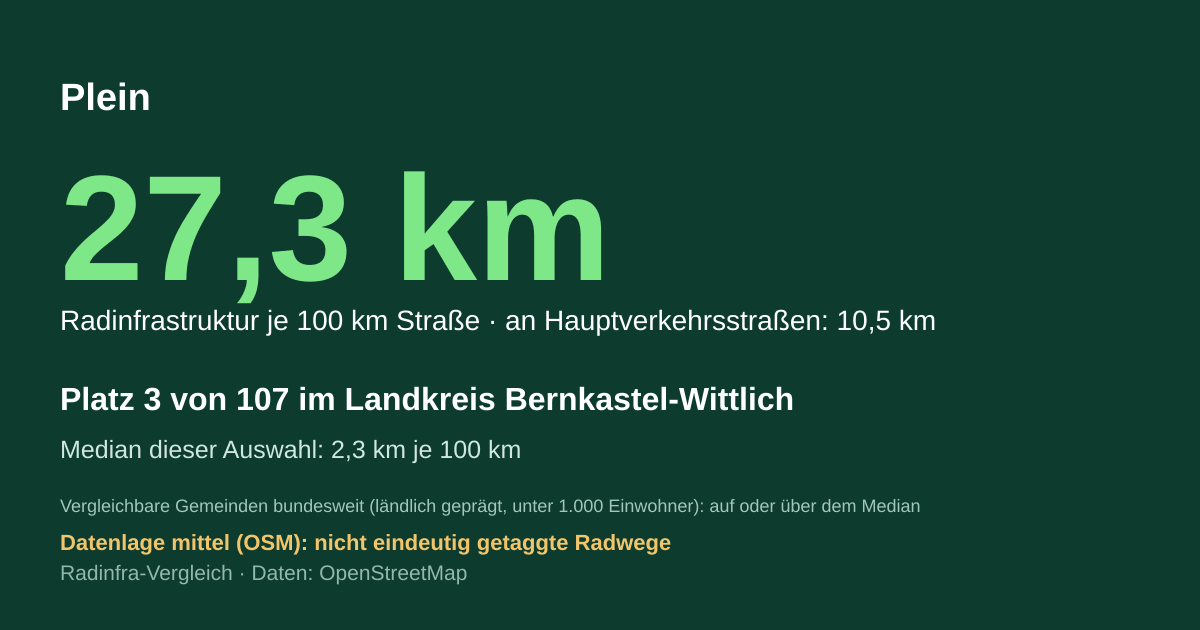 Plein
27,3 km
Radinfrastruktur je 100 km Straße · an Hauptverkehrsstraßen: 10,5 km
Platz 3 von 107 im Landkreis Bernkastel-Wittlich
Median dieser Auswahl: 2,3 km je 100 km
Vergleichbare Gemeinden bundesweit (ländlich geprägt, unter 1.000 Einwohner): auf oder über dem Median
Datenlage mittel (OSM): nicht eindeutig getaggte Radwege
Radinfra-Vergleich · Daten: OpenStreetMap